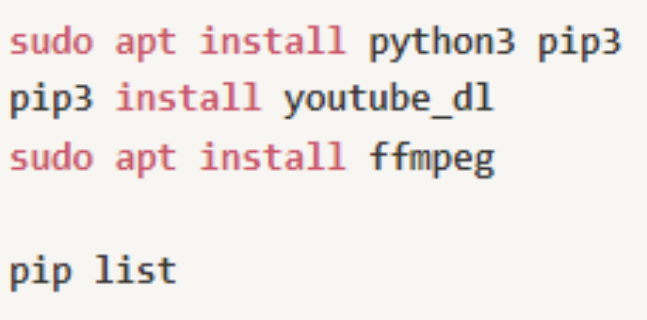 sudo apt install python3 pip3
pip3 install youtube_dl
sudo apt install ffmpeg
pip list